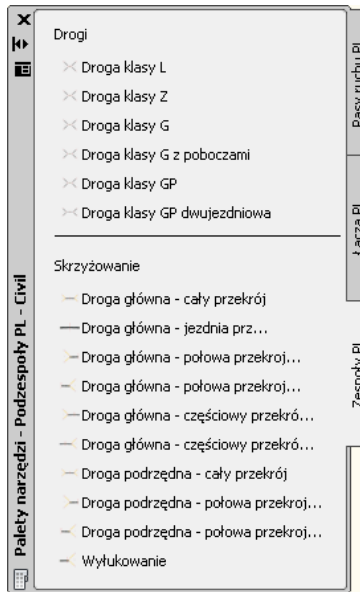 Drogi
Droga klasy L
Droga klasy Z
Droga klasy G
Droga klasy G z poboczami
Droga klasy GP
Droga klasy GP dwujezdniowa
Skrzyżowanie
Droga główna - cały przekrój
Droga główna - jezdnia prz...
Droga główna - połowa przekroj...
Droga główna - połowa przekroj...
Droga główna - częściowy przekró...
Droga główna - częściowy przekró...
Droga podrzędna - cały przekrój
Droga podrzędna - połowa przekroj...
Droga podrzędna - połowa przekroj...
Wyłukowanie
Palety narzędzi - Podzespoły PL - Civil
Pasy ruchu PL
Łącza PL
Zespoły PL